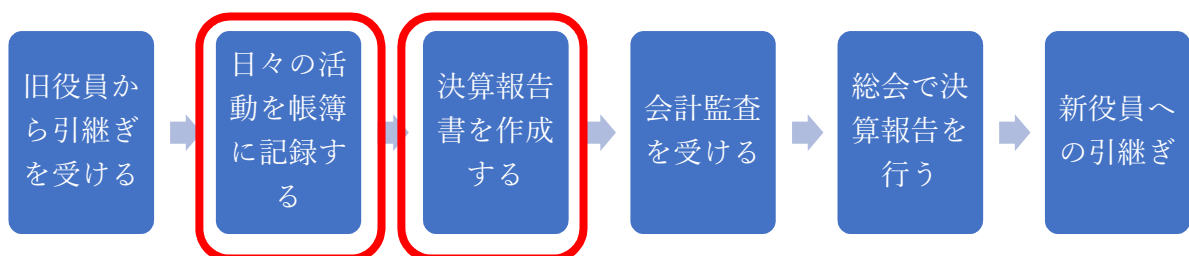 旧役員か
ら引継ぎ
を受ける
日々の活
動を帳簿
に記録す
る
決算報告
書を作成
する
会計監査
を受ける
総会で決
算報告を
行う
新役員へ
の引継ぎ